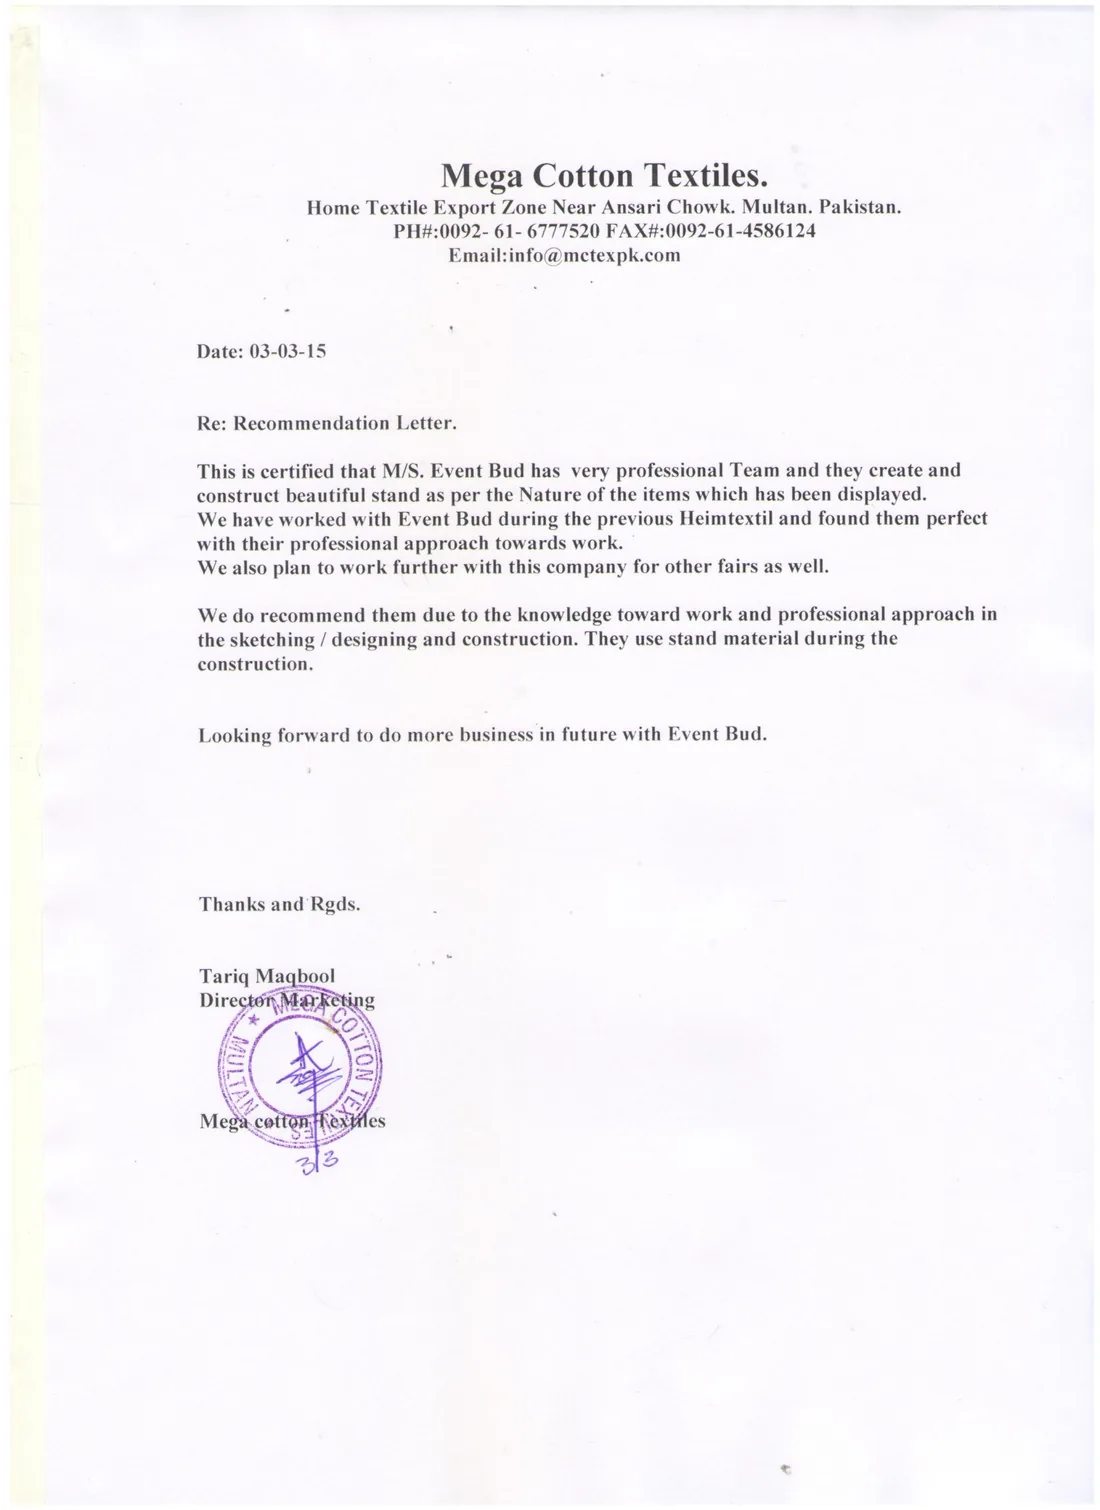 Mega Cotton Textiles.
Home Textile Export Zone Near Ansari Chowk. Multan. Pakistan.
PH#:0092- 61- 6777520 FAX#:0092-61-4586124
Email:info@mctexpk.com
Date: 03-03-15
Re: Recommendation Letter.
This is certified that M/S. Event Bud has very professional Team and they create and
construct beautiful stand as per the Nature of the items which has been displayed.
We have worked with Event Bud during the previous Heimtextil and found them perfect
with their professional approach towards work.
We also plan to work further with this company for other fairs as well.
We do recommend them due to the knowledge toward work and professional approach in
the sketching / designing and construction. They use stand material during the
construction.
Looking forward to do more business in future with Event Bud.
Thanks and Rgds.
Tariq Maqbool
Director Marketing
MEGA COTTON TEXTILES
MULTAN
Mega cotton Textiles
3/3